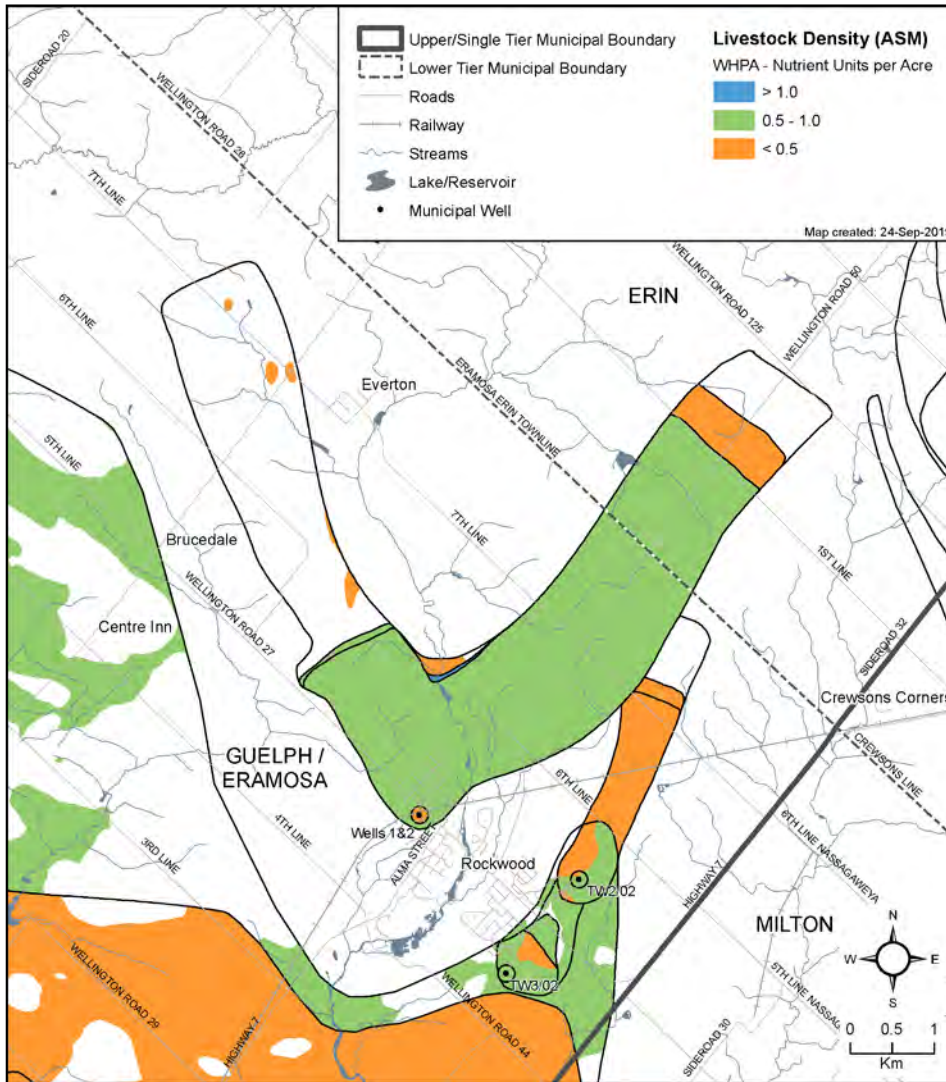 Upper/Single Tier Municipal Boundary
Lower Tier Municipal Boundary
Roads
Railway
Streams
Lake/Reservoir
Municipal Well
Livestock Density (ASM)
WHPA - Nutrient Units per Acre
> 1.0
0.5 - 1.0
< 0.5
Map created: 24-Sep-2015
SIDEROAD 20
WELLINGTON ROAD 26
7TH LINE
6TH LINE
5TH LINE
ERIN
WELLINGTON ROAD 125
WELLINGTON ROAD 50
Everton
ERAMOSA ERIN TOWNLINE
Brucedale
7TH LINE
1ST LINE
WELLINGTON ROAD 27
Centre Inn
SIDEROAD 32
Crewsons Corners
GUELPH /
ERAMOSA
CREWSONS LINE
4TH LINE
6TH LINE
3RD LINE
Wells 1&2
ALMA STREET
Rockwood
6TH LINE NASSAGAWEYA
TW2/02
HIGHWAY 7
MILTON
N
W E
S
TW3/02
WELLINGTON ROAD 29
WELLINGTON ROAD 44
HIGHWAY 7
5TH LINE NASSAG
SIDEROAD 30
0 0.5 1
Km